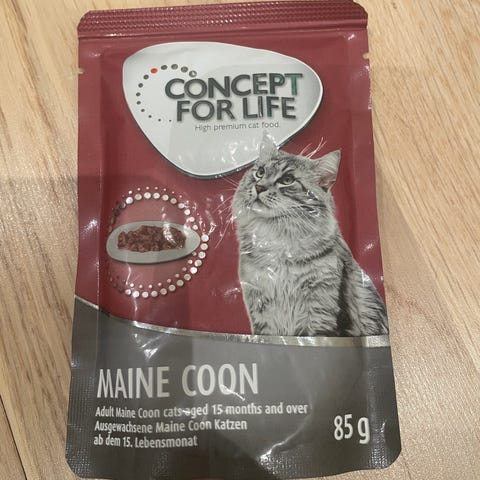 CONCEPT
FOR LIFE
High premium cat food.
MAINE COON
Adult Maine Coon cats aged 15 months and over
Ausgewachsene Maine Coon Katzen
ab dem 15. Lebensmonat
85 g